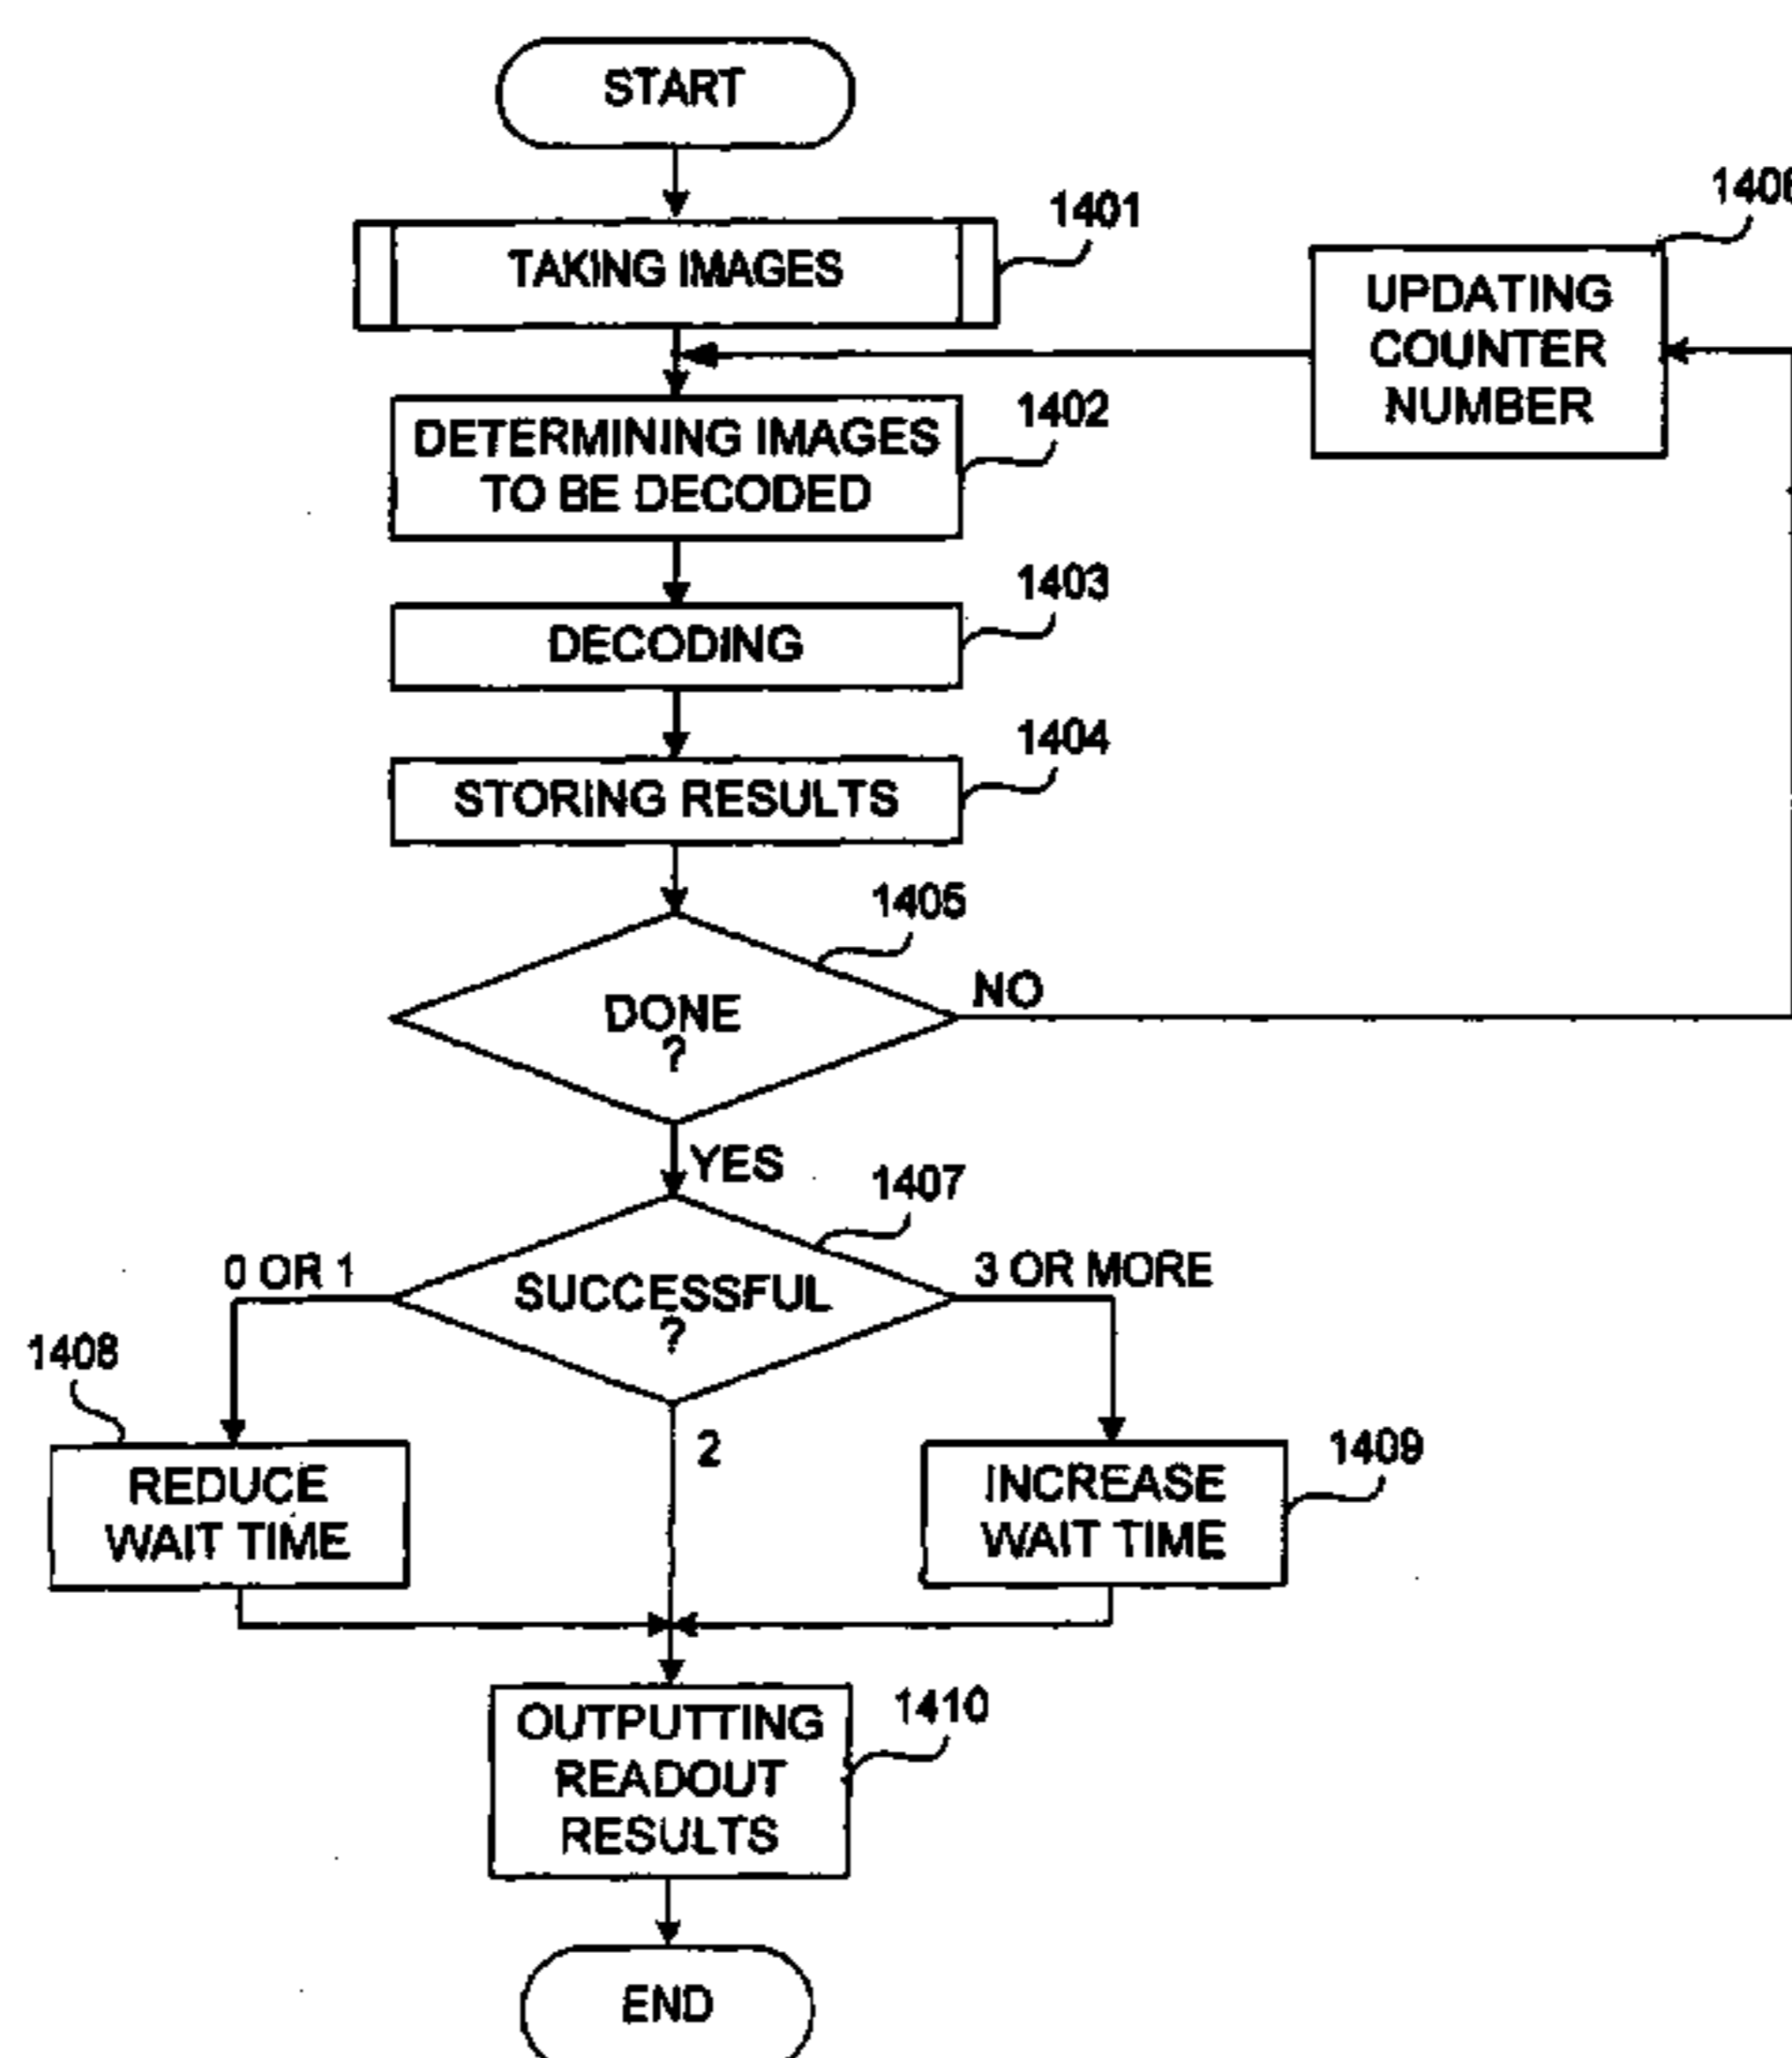 START
1401
TAKING IMAGES
1406
UPDATING
COUNTER
NUMBER
1402
DETERMINING IMAGES
TO BE DECODED
1403
DECODING
1404
STORING RESULTS
1405
DONE
?
NO
YES
1407
SUCCESSFUL
?
0 OR 1
3 OR MORE
2
1408
REDUCE
WAIT TIME
1409
INCREASE
WAIT TIME
1410
OUTPUTTING
READOUT
RESULTS
END